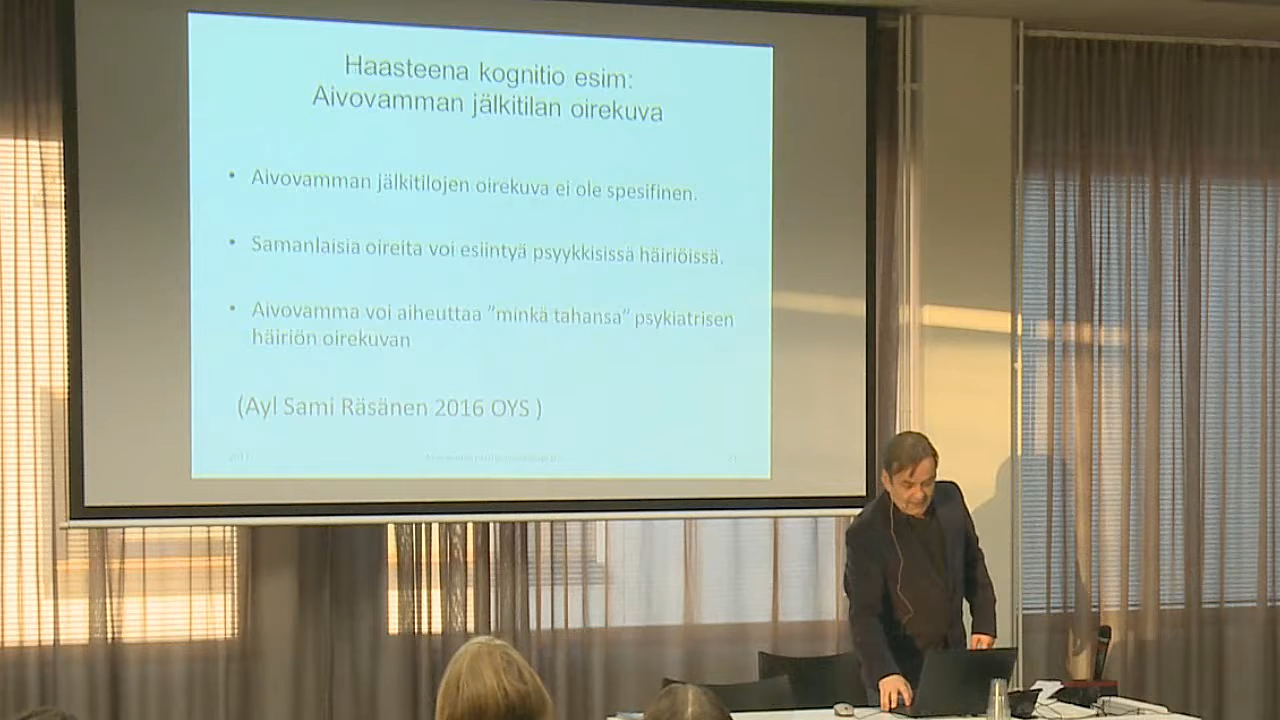 Haasteena kognitio esim:
Aivovamman jälkitilan oirekuva
• Aivovamman jälkitilojen oirekuva ei ole spesifinen.
• Samanlaisia oireita voi esiintyä psyykkisissä häiriöissä.
• Aivovamma voi aiheuttaa ”minkä tahansa” psykiatrisen
häiriön oirekuvan
(Ayl Sami Räsänen 2016 OYS )